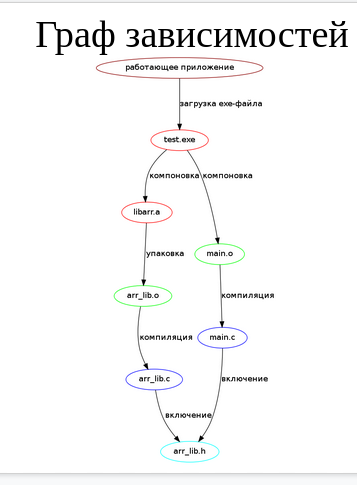 Граф зависимостей
работающее приложение
загрузка exe-файла
test.exe
компоновка компоновка
libarr.a
упаковка
main.o
arr_lib.o
компиляция
компиляция
main.c
arr_lib.c
включение
включение
arr_lib.h